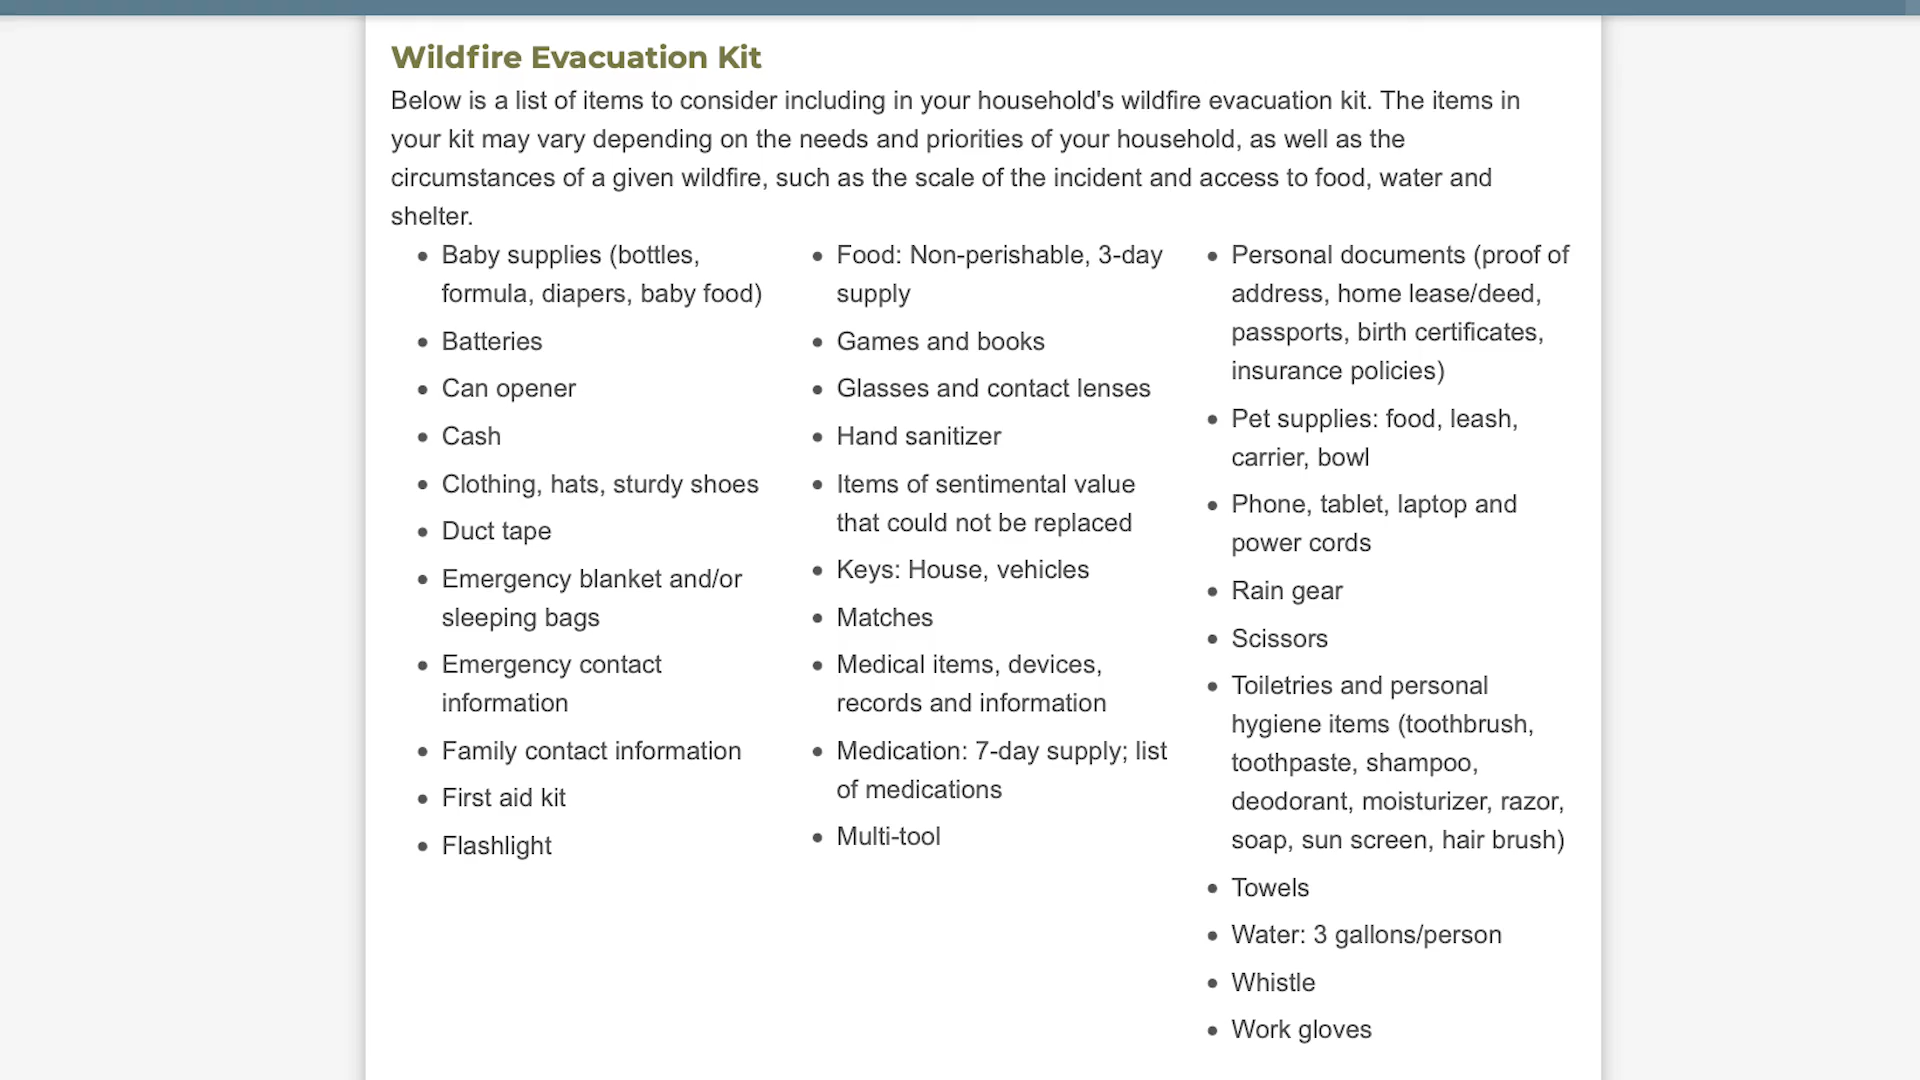 Wildfire Evacuation Kit
Below is a list of items to consider including in your household's wildfire evacuation kit. The items in
your kit may vary depending on the needs and priorities of your household, as well as the
circumstances of a given wildfire, such as the scale of the incident and access to food, water and
shelter.
• Baby supplies (bottles,
formula, diapers, baby food)
• Batteries
• Can opener
• Cash
• Clothing, hats, sturdy shoes
• Duct tape
• Emergency blanket and/or
sleeping bags
• Emergency contact
information
• Family contact information
• First aid kit
• Flashlight
• Food: Non-perishable, 3-day
supply
• Games and books
• Glasses and contact lenses
• Hand sanitizer
• Items of sentimental value
that could not be replaced
• Keys: House, vehicles
• Matches
• Medical items, devices,
records and information
• Medication: 7-day supply; list
of medications
• Multi-tool
• Personal documents (proof of
address, home lease/deed,
passports, birth certificates,
insurance policies)
• Pet supplies: food, leash,
carrier, bowl
• Phone, tablet, laptop and
power cords
• Rain gear
• Scissors
• Toiletries and personal
hygiene items (toothbrush,
toothpaste, shampoo,
deodorant, moisturizer, razor,
soap, sun screen, hair brush)
• Towels
• Water: 3 gallons/person
• Whistle
• Work gloves